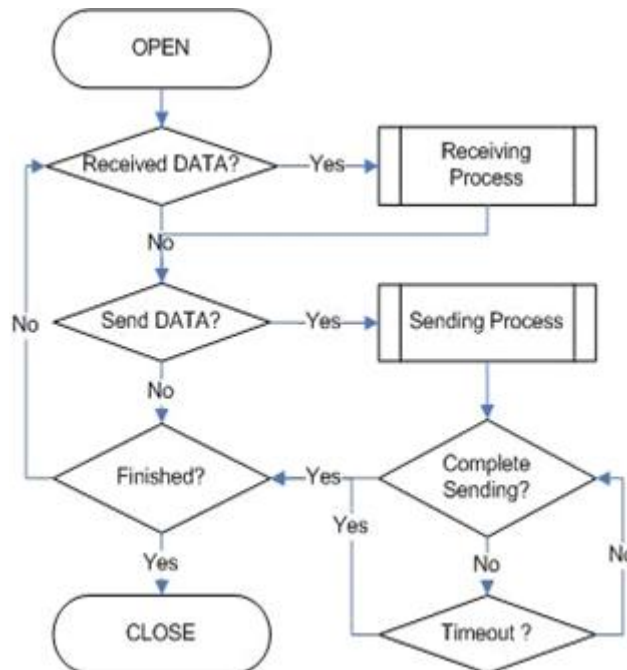 OPEN
Received DATA?
Yes
Receiving
Process
No
Send DATA?
Yes
Sending Process
No
No
Finished?
Yes
Complete
Sending?
Yes
No
No
Yes
CLOSE
Timeout ?